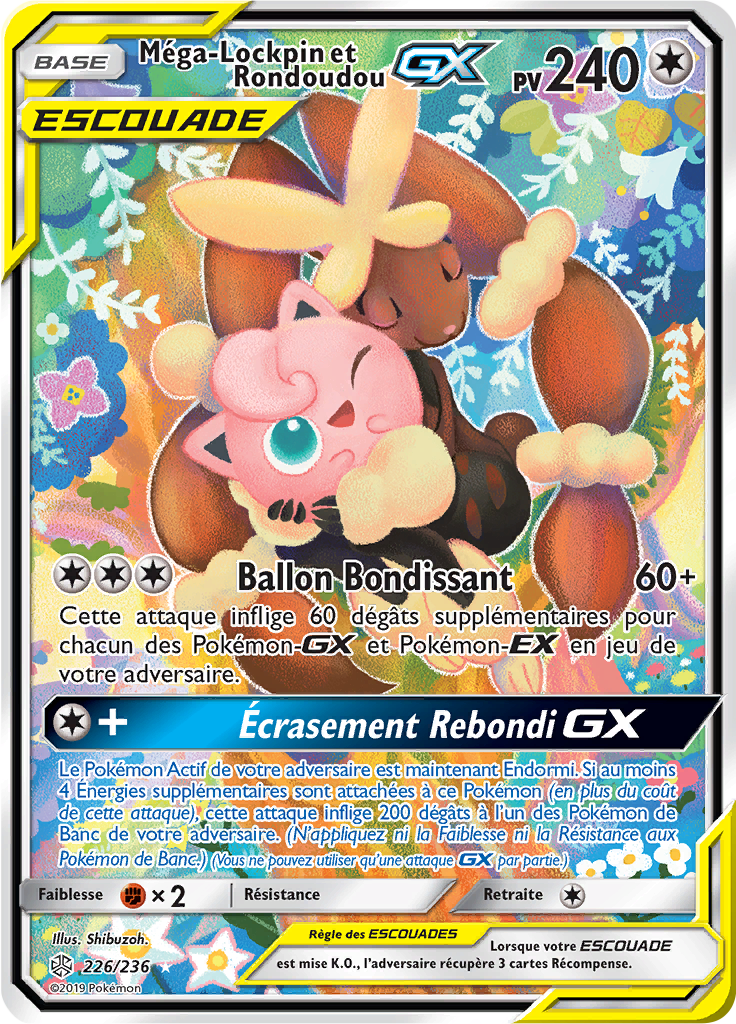 BASE
Méga-Lockpin et
Rondoudou GX
PV 240
ESCOUADE
Ballon Bondissant 60+
Cette attaque inflige 60 dégâts supplémentaires pour
chacun des Pokémon-GX et Pokémon-EX en jeu de
votre adversaire.
+ Écrasement Rebondi GX
Le Pokémon Actif de votre adversaire est maintenant Endormi. Si au moins
4 Énergies supplémentaires sont attachées à ce Pokémon (en plus du coût
de cette attaque), cette attaque inflige 200 dégâts à l'un des Pokémon de
Banc de votre adversaire. (N'appliquez ni la Faiblesse ni la Résistance aux
Pokémon de Banc.) (Vous ne pouvez utiliser qu'une attaque GX par partie.)
Faiblesse ×2 Résistance Retraite
Illus. Shibuzoh.
226/236
©2019 Pokémon
Règle des ESCOUADES
Lorsque votre ESCOUADE
est mise K.O., l'adversaire récupère 3 cartes Récompense.